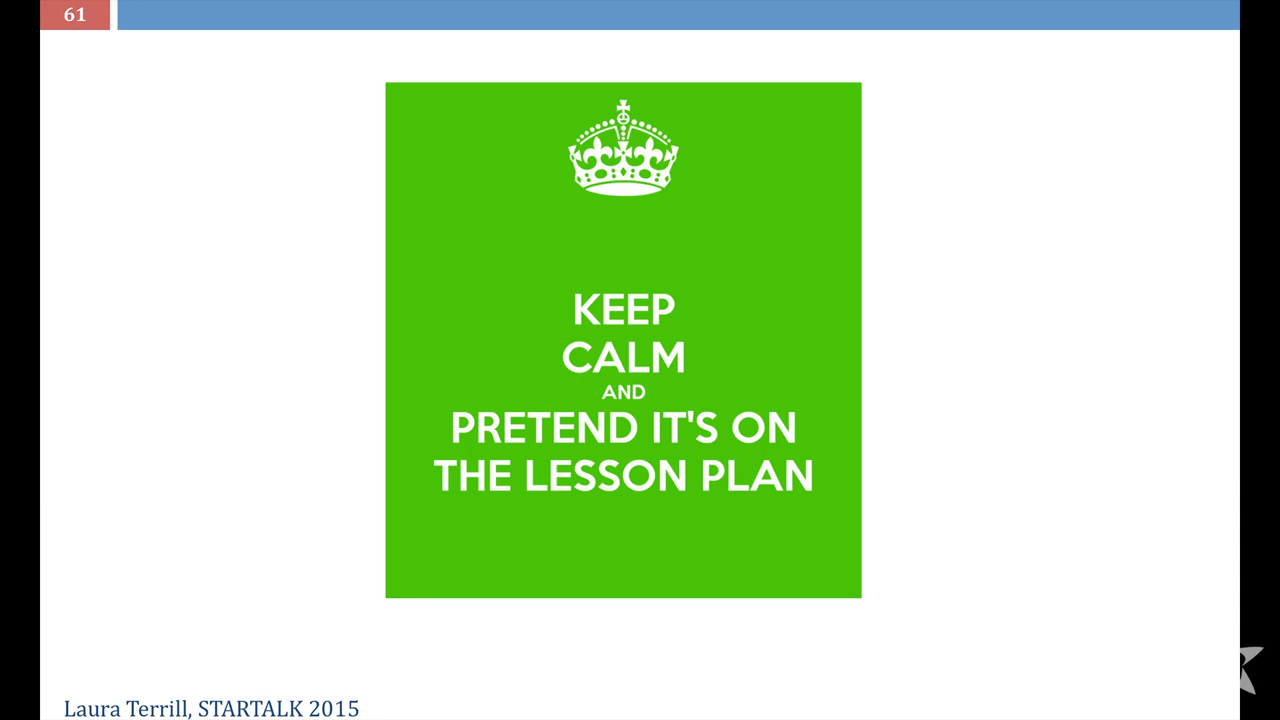 61
KEEP
CALM
AND
PRETEND IT'S ON
THE LESSON PLAN
Laura Terrill, STARTALK 2015